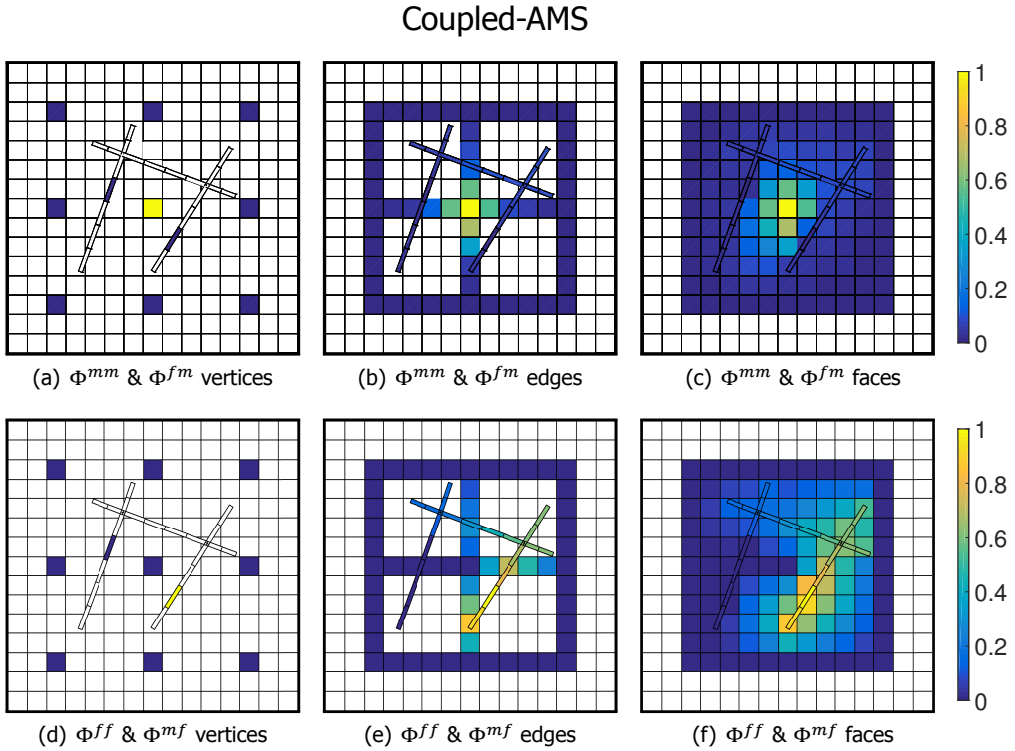 Coupled-AMS
1
0.8
0.6
0.4
0.2
0
(a) Φ^{mm} & Φ^{fm} vertices
(b) Φ^{mm} & Φ^{fm} edges
(c) Φ^{mm} & Φ^{fm} faces
1
0.8
0.6
0.4
0.2
0
(d) Φ^{ff} & Φ^{mf} vertices
(e) Φ^{ff} & Φ^{mf} edges
(f) Φ^{ff} & Φ^{mf} faces